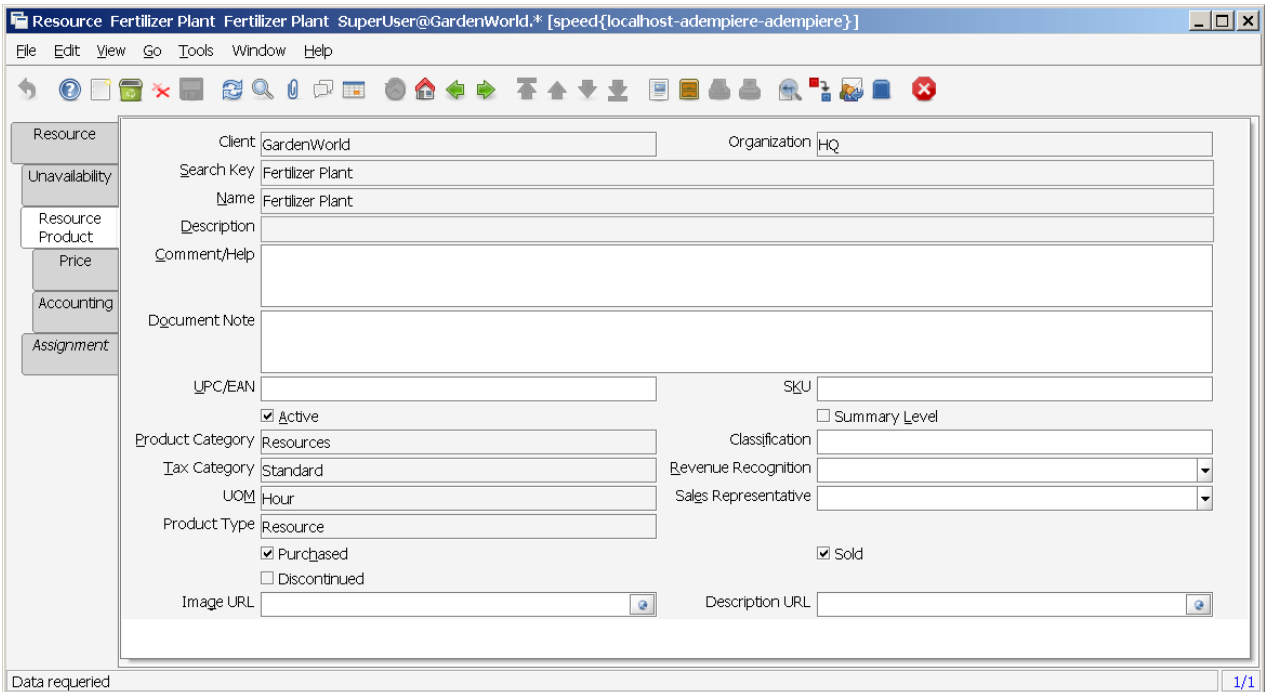 Resource Fertilizer Plant Fertilizer Plant SuperUser@GardenWorld.* [speed{localhost-adempiere-adempiere}]
File Edit View Go Tools Window Help
Resource
Unavailability
Resource
Product
Price
Accounting
Assignment
Client GardenWorld Organization HQ
Search Key Fertilizer Plant
Name Fertilizer Plant
Description
Comment/Help
Document Note
UPC/EAN SKU
Active Summary Level
Product Category Resources Classification
Tax Category Standard Revenue Recognition
UOM Hour Sales Representative
Product Type Resource
Purchased Sold
Discontinued
Image URL Description URL
Data requeried 1/1